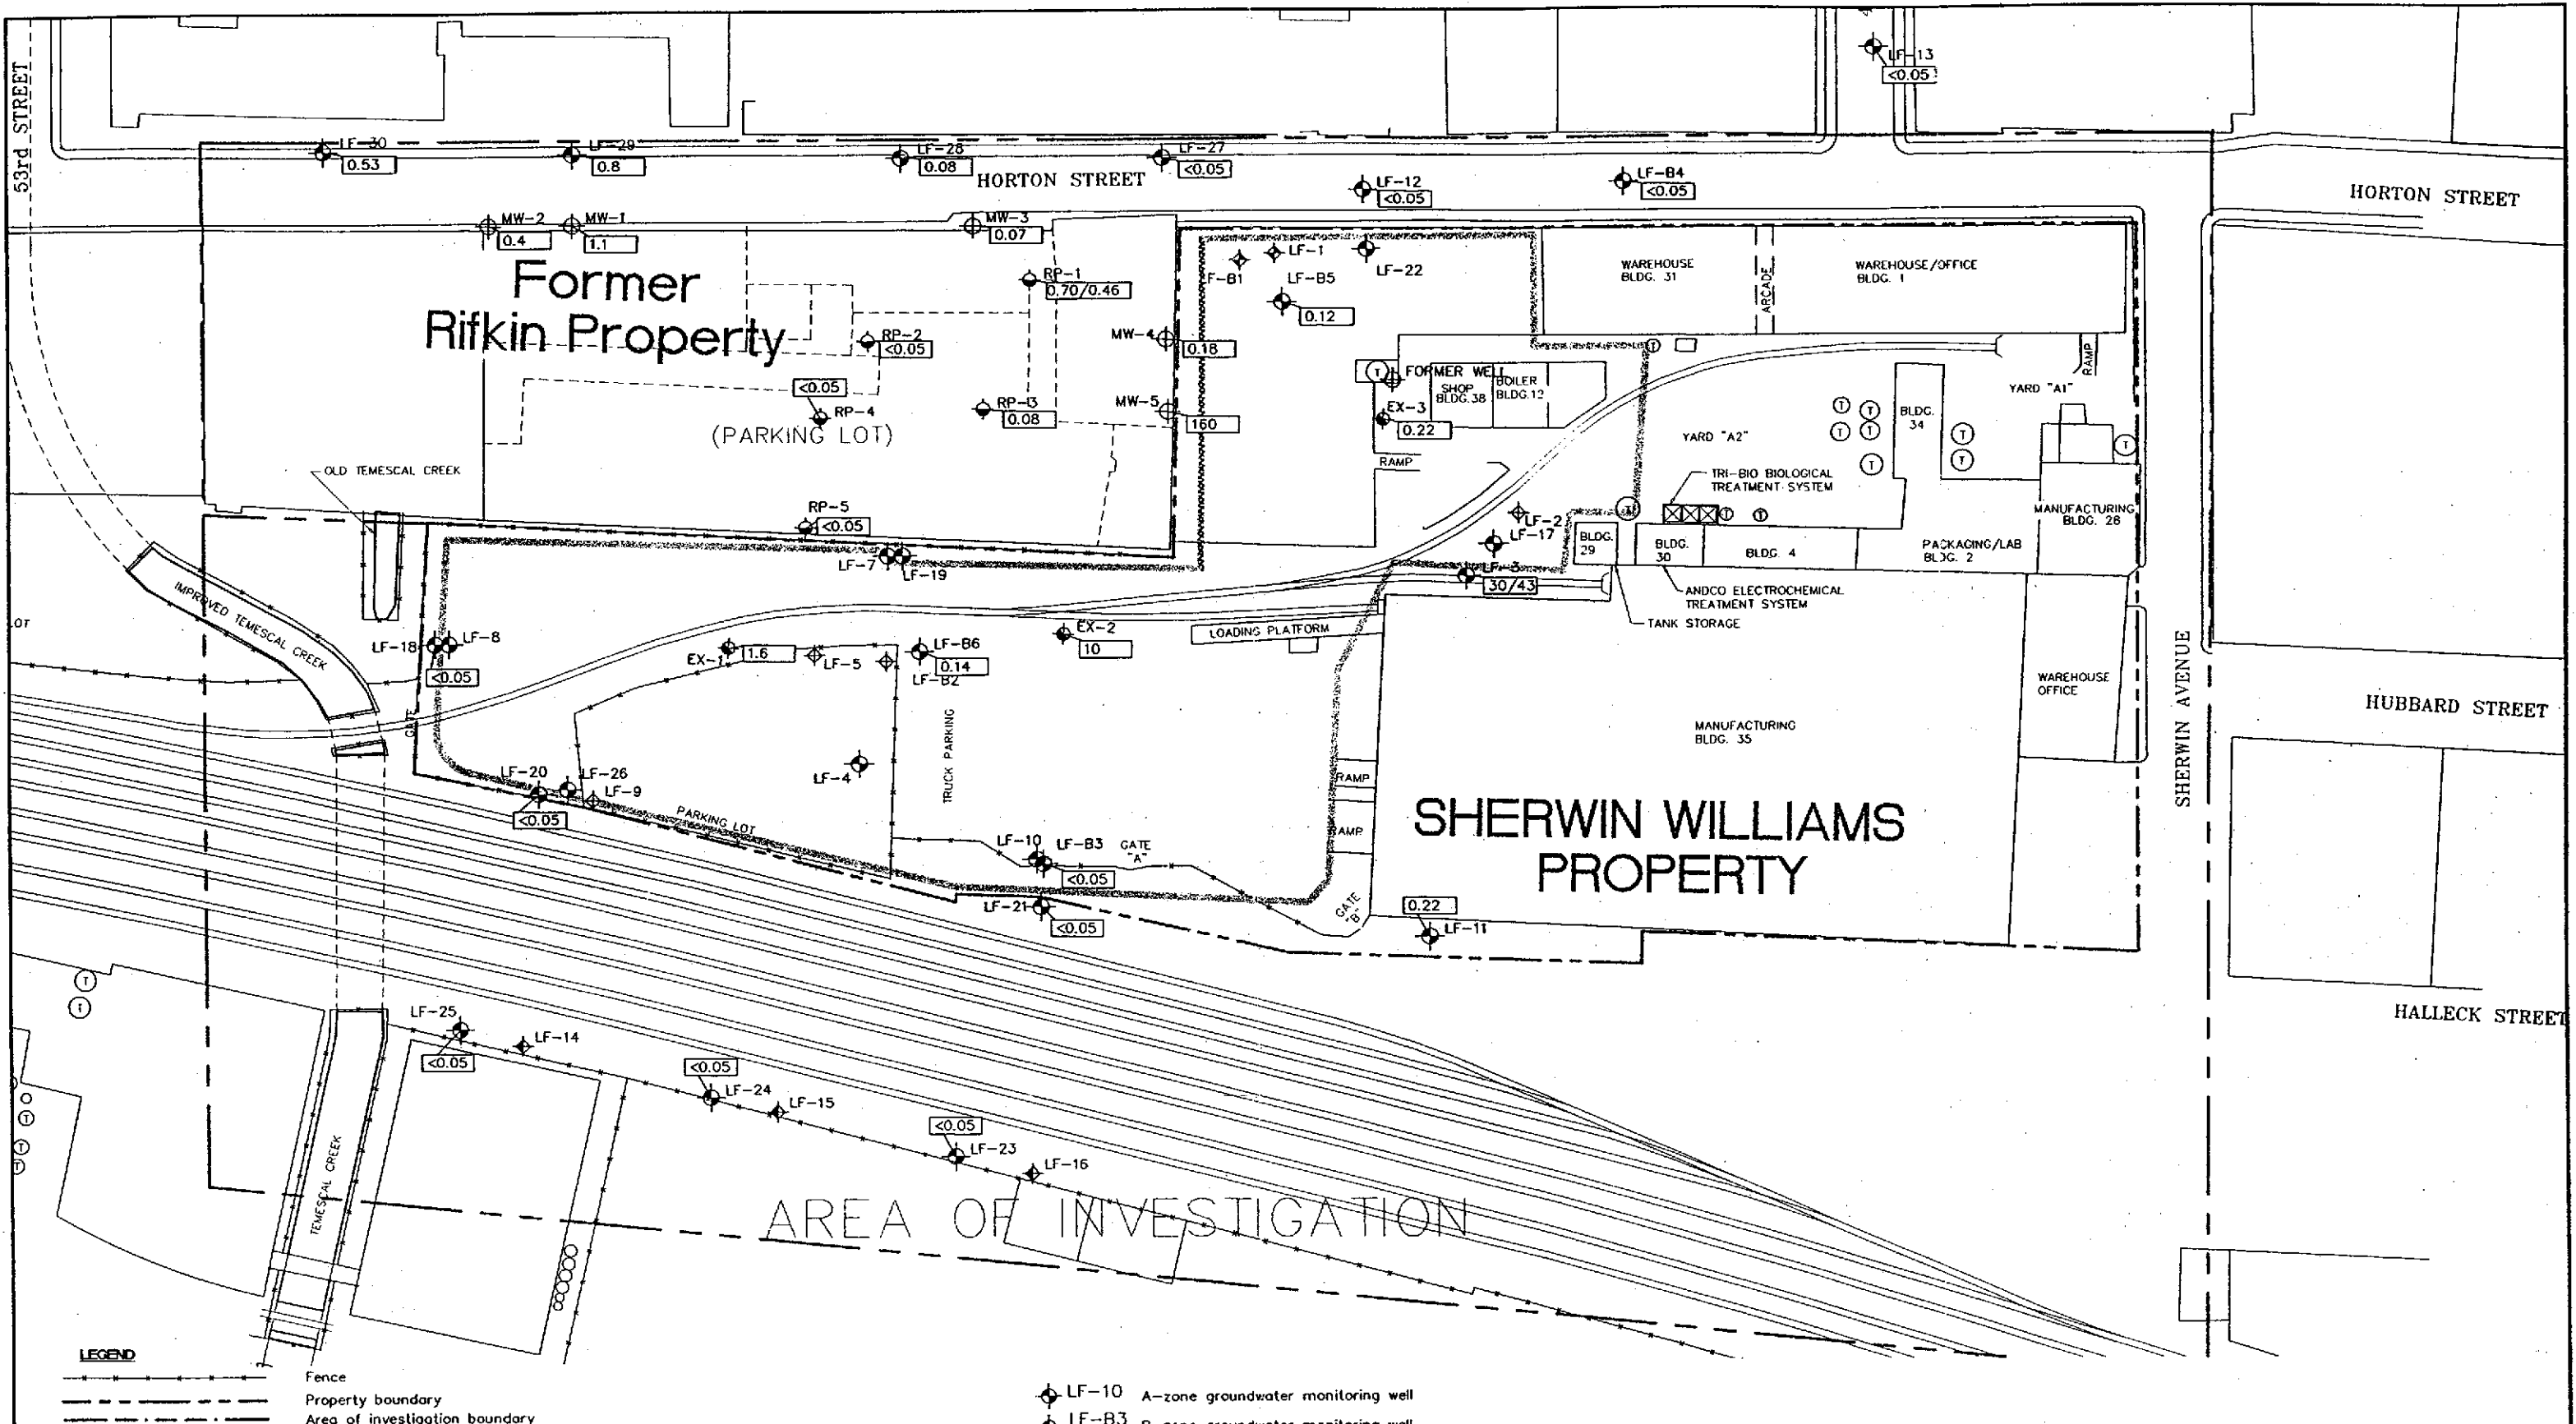 53rd STREET
LF-13
<0.05
LF-30
0.53
LF-29
0.8
LF-28
0.08
LF-27
<0.05
HORTON STREET
LF-12
<0.05
LF-B4
<0.05
HORTON STREET
MW-2
0.4
MW-1
1.1
MW-3
0.07
Former
Rifkin Property
RP-1
0.70/0.46
RP-2
<0.05
<0.05
RP-4
(PARKING LOT)
RP-3
0.08
MW-4
0.18
MW-5
160
LF-1
LF-B1
LF-B5
0.12
LF-22
WAREHOUSE
BLDG. 31
ARCADE
WAREHOUSE/OFFICE
BLDG. 1
T
T
FORMER WELL
SHOP
BLDG.38
BOILER
BLDG.12
EX-3
0.22
RAMP
RAMP
YARD "A1"
YARD "A2"
T
T
T
T
T
BLDG.
34
T
T
T
OLD TEMESCAL CREEK
RP-5
<0.05
TRI-BIO BIOLOGICAL
TREATMENT SYSTEM
T
T
T
MANUFACTURING
BLDG. 28
LF-2
LF-17
BLDG.
29
BLDG.
30
BLDG. 4
PACKAGING/LAB
BLDG. 2
LF-7
LF-19
LF-3
30/43
ANDCO ELECTROCHEMICAL
TREATMENT SYSTEM
TANK STORAGE
IMPROVED TEMESCAL CREEK
OT
LF-18
LF-8
<0.05
EX-1
1.6
LF-5
LF-B6
0.14
LF-B2
EX-2
10
LOADING PLATFORM
GATE
WAREHOUSE
OFFICE
SHERWIN AVENUE
HUBBARD STREET
MANUFACTURING
BLDG. 35
TRUCK PARKING
LF-20
LF-26
LF-9
<0.05
PARKING LOT
LF-4
RAMP
RAMP
SHERWIN WILLIAMS
PROPERTY
LF-10
LF-B3
<0.05
GATE
"A"
LF-21
<0.05
GATE
"B"
0.22
LF-11
T
T
HALLECK STREET
LF-25
<0.05
LF-14
<0.05
LF-24
LF-15
<0.05
LF-23
LF-16
T
T
T
TEMESCAL CREEK
AREA OF INVESTIGATION
LEGEND
Fence
Property boundary
Area of investigation boundary
LF-10 A-zone groundwater monitoring well
LF-B3 B-zone groundwater monitoring well